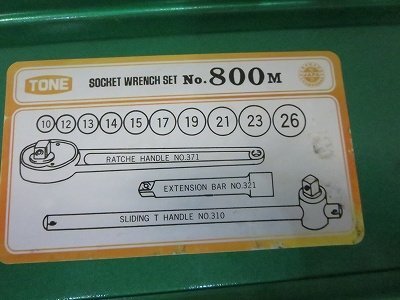 TONE SOCKET WRENCH SET No. 800 M
10 12 13 14 15 17 19 21 23 26
RATCHE HANDLE NO.371
EXTENSION BAR NO.321
SLIDING T HANDLE NO.310